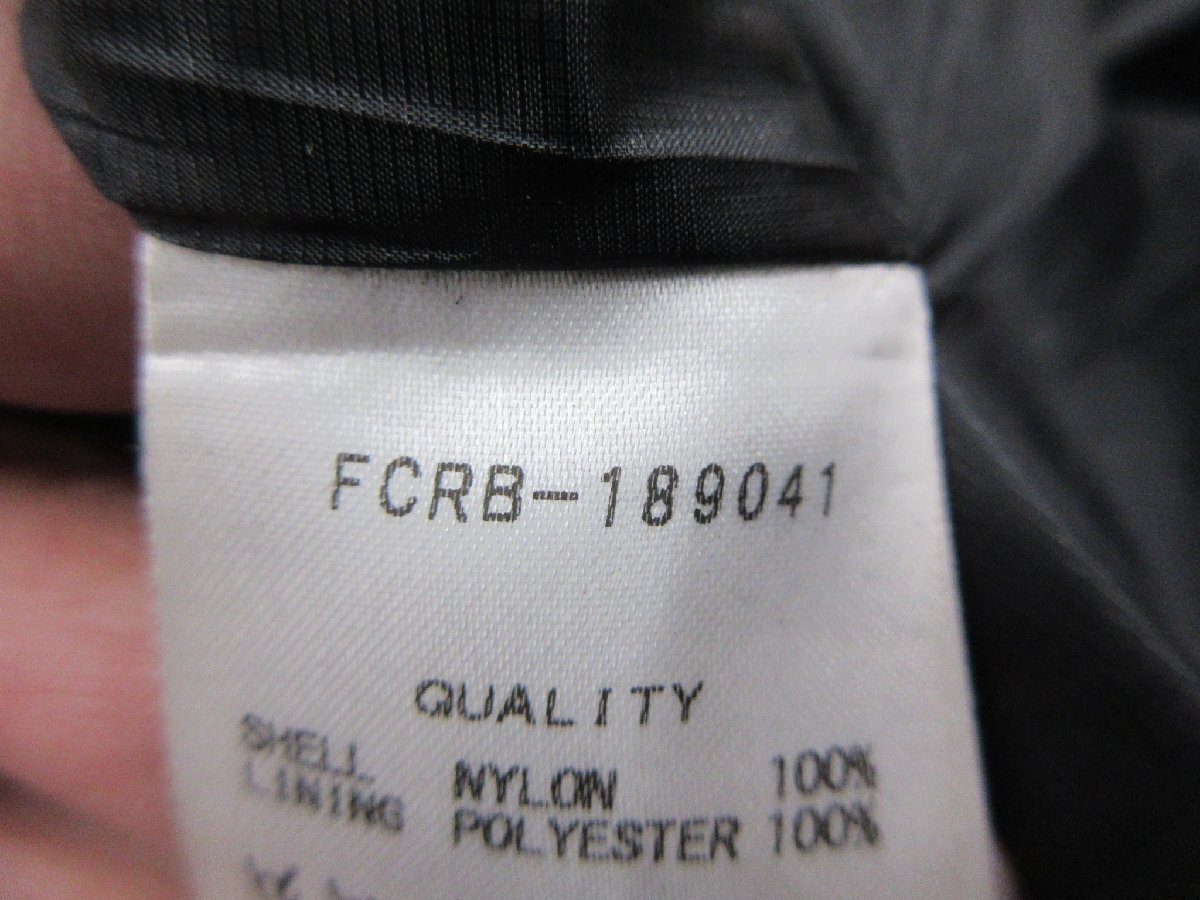 FCRB-189041
QUALITY
SHELL NYLON 100%
LINING POLYESTER 100%